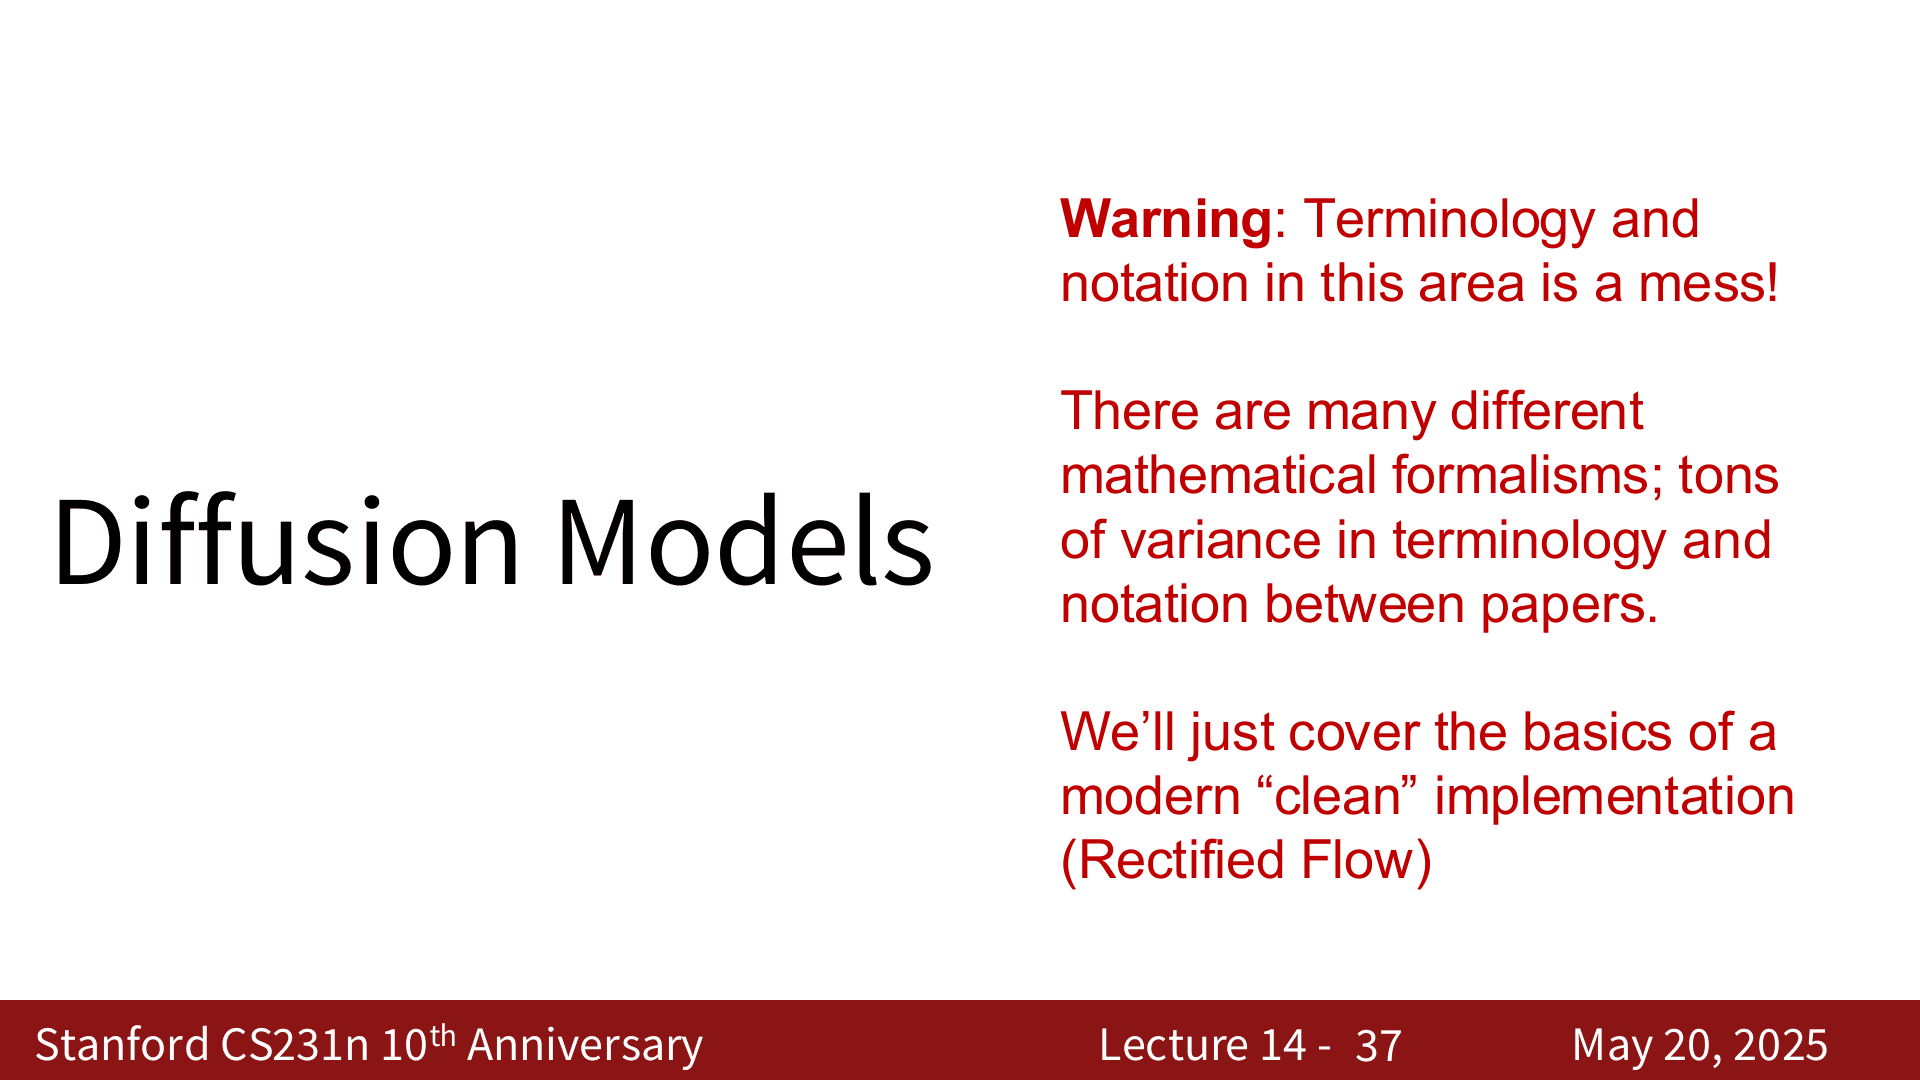 Diffusion Models
Warning: Terminology and
notation in this area is a mess!
There are many different
mathematical formalisms; tons
of variance in terminology and
notation between papers.
We’ll just cover the basics of a
modern “clean” implementation
(Rectified Flow)
Stanford CS231n 10th Anniversary
Lecture 14 - 37
May 20, 2025